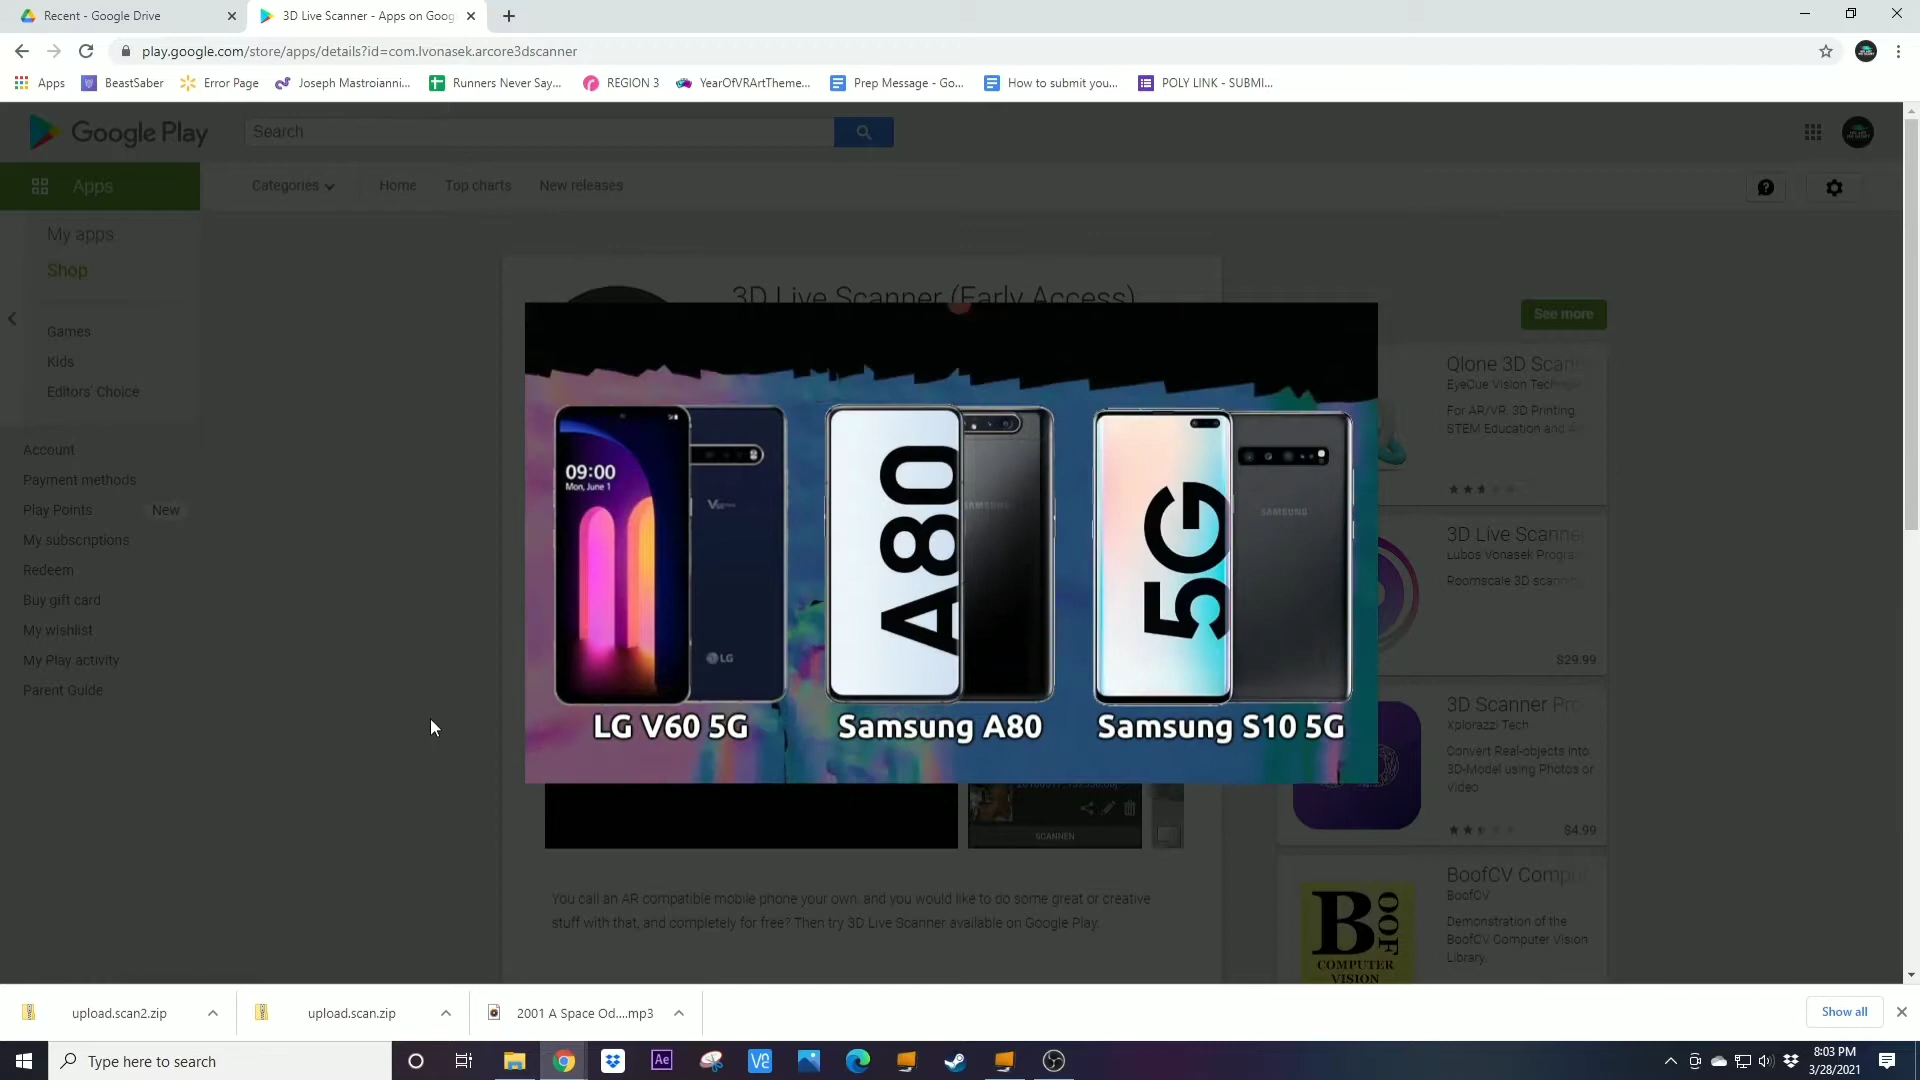 Recent - Google Drive
3D Live Scanner - Apps on Goog
play.google.com/store/apps/details?id=com.lvonasek.arcore3dscanner
Apps
BeastSaber
Error Page
Joseph Mastroianni...
Runners Never Say...
REGION 3
YearOfVRArtTheme...
Prep Message - Go...
How to submit you...
POLY LINK - SUBMI...
Google Play
Search
Apps
Categories
Home
Top charts
New releases
My apps
Shop
Games
Kids
Editors' Choice
Account
Payment methods
Play Points
New
My subscriptions
Redeem
Buy gift card
My wishlist
My Play activity
Parent Guide
3D Live Scanner (Early Access)
09:00
Mon, June 1
V60
LG
A80
SAMSUNG
5G
SAMSUNG
LG V60 5G
Samsung A80
Samsung S10 5G
SCANNEN
You call an AR compatible mobile phone your own, and you would like to do some great or creative
stuff with that, and completely for free? Then try 3D Live Scanner available on Google Play.
See more
Qlone 3D Scann
EyeCue Vision Tech
For AR/VR, 3D Printing,
STEM Education and
3D Live Scanne
Lubos Vonasek Progra
Roomscale 3D scann
$29.99
3D Scanner Pro
Xplorazzi Tech
Convert Real-objects into
3D-Model using Photos or
video
$4.99
BoofCV Compu
BoofCV
Demonstration of the
BoofCV Computer Vision
Library.
BOOF
COMPUTER
VISION
upload.scan2.zip
upload.scan.zip
2001 A Space Od....mp3
Show all
Type here to search
Ae
8:03 PM
3/28/2021